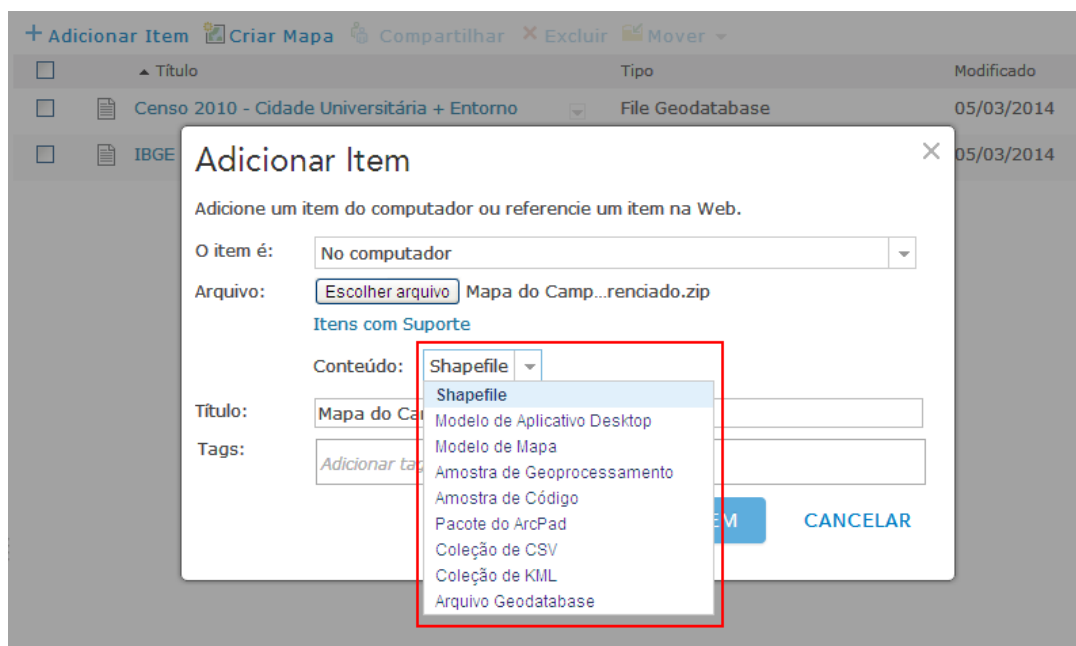 + Adicionar Item Criar Mapa Compartilhar Excluir Mover
Título Tipo Modificado
Censo 2010 - Cidade Universitária + Entorno File Geodatabase 05/03/2014
IBGE 05/03/2014
Adicionar Item
Adicione um item do computador ou referencie um item na Web.
O item é: No computador
Arquivo: Escolher arquivo Mapa do Camp...renciado.zip
Itens com Suporte
Conteúdo: Shapefile
Shapefile
Título: Mapa do Ca
Modelo de Aplicativo Desktop
Modelo de Mapa
Tags: Adicionar
Amostra de Geoprocessamento
Amostra de Código
Pacote do ArcPad
EM CANCELAR
Coleção de CSV
Coleção de KML
Arquivo Geodatabase